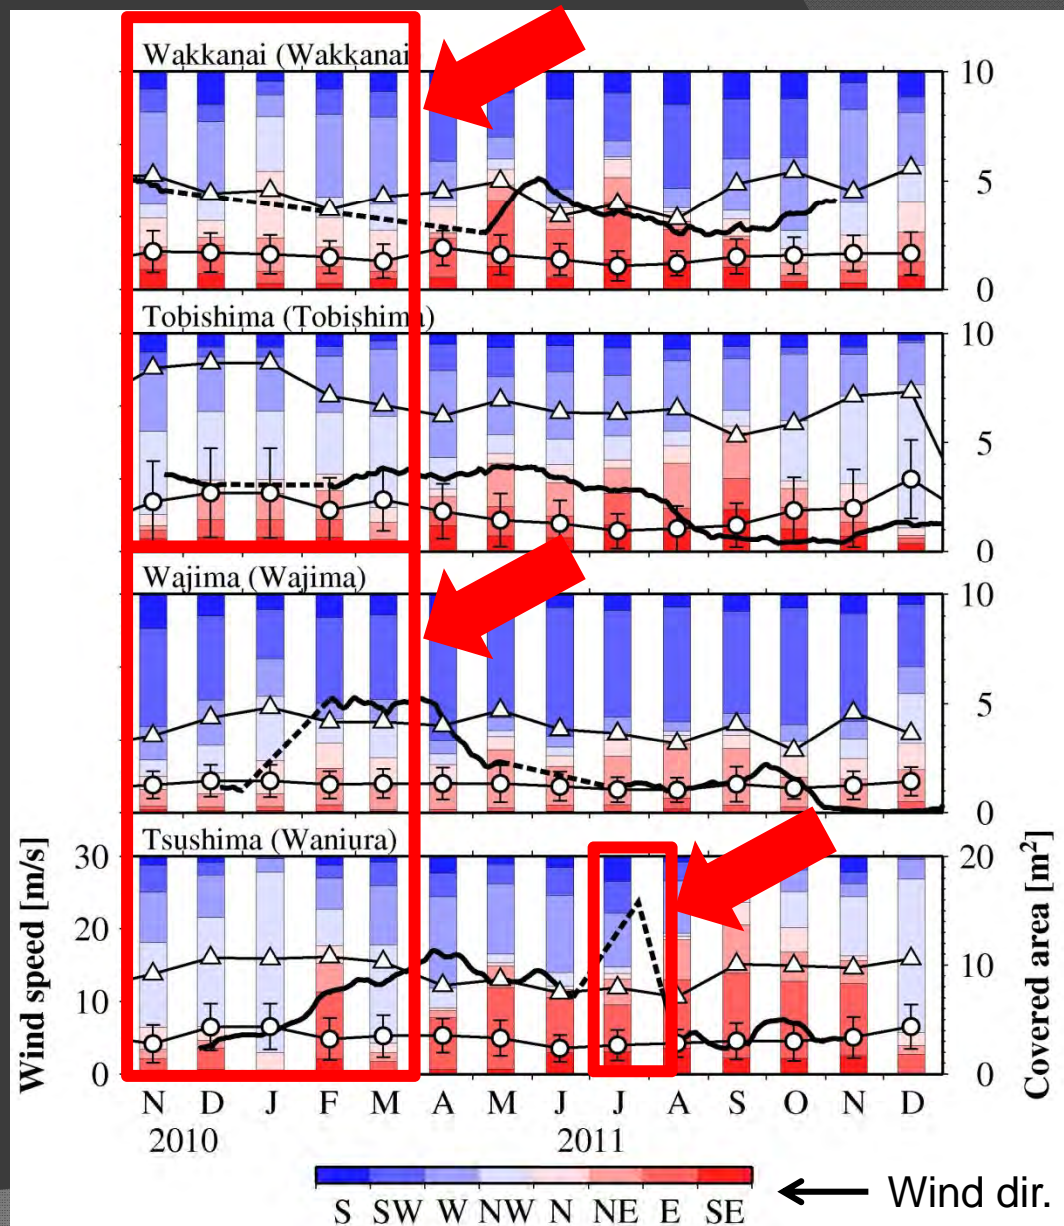 Wakkanai (Wakkanai
10
5
0
Tobishima (Tobishima)
10
5
0
Wajima (Wajima)
10
5
0
Tsushima (Waniura)
30
20
10
0
20
10
0
Wind speed [m/s]
Covered area [m²]
N D J F M A M J J A S O N D
2010 2011
S SW W NW N NE E SE
Wind dir.